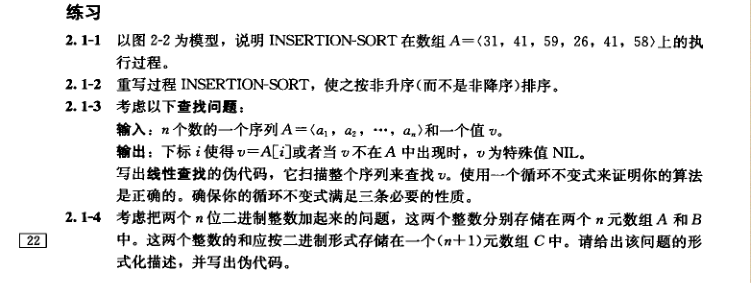 练习
2.1-1 以图 2-2 为模型，说明 INSERTION-SORT 在数组 A=〈31，41，59，26，41，58〉上的执
行过程。
2.1-2 重写过程 INSERTION-SORT，使之按非升序(而不是非降序)排序。
2.1-3 考虑以下查找问题：
输入：n 个数的一个序列 A=〈a₁，a₂，…，aₙ〉和一个值 v。
输出：下标 i 使得 v=A[i]或者当 v 不在 A 中出现时，v 为特殊值 NIL。
写出线性查找的伪代码，它扫描整个序列来查找 v。使用一个循环不变式来证明你的算法
是正确的。确保你的循环不变式满足三条必要的性质。
2.1-4 考虑把两个 n 位二进制整数加起来的问题，这两个整数分别存储在两个 n 元数组 A 和 B
22 中。这两个整数的和应按二进制形式存储在一个(n+1)元数组 C 中。请给出该问题的形
式化描述，并写出伪代码。